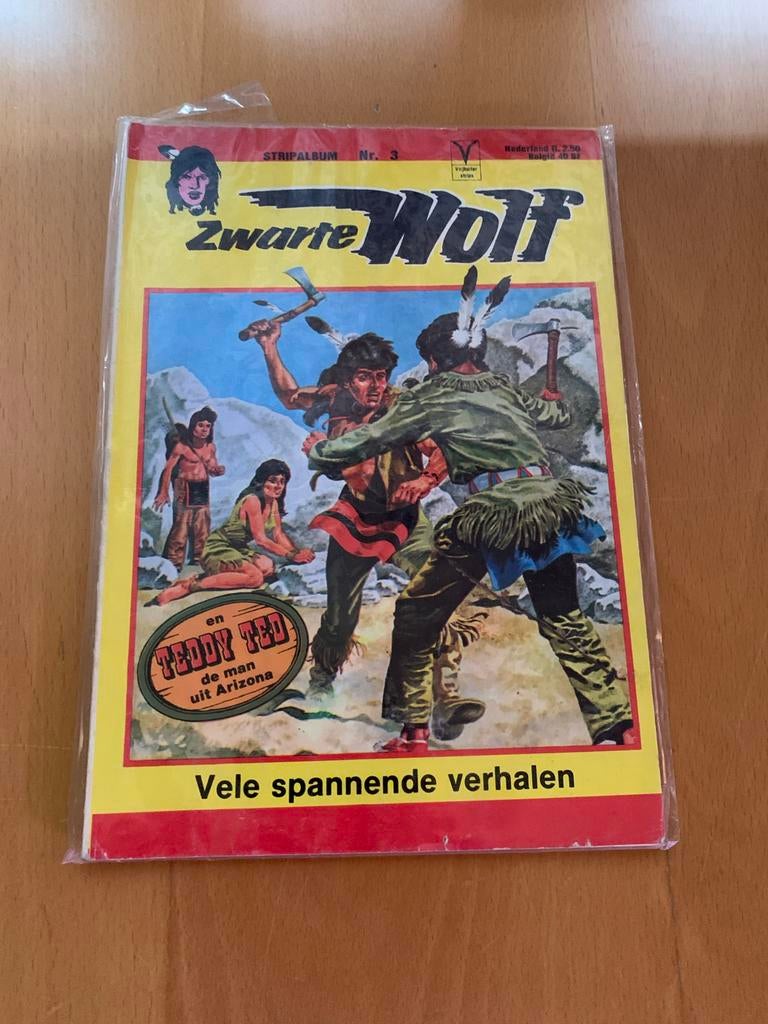 STRIPALBUM Nr. 3
Vrijbuiter
strips
Nederland fl. 2.50
België 40 BF
Zwarte Wolf
en
TEDDY TED
de man
uit Arizona
Vele spannende verhalen